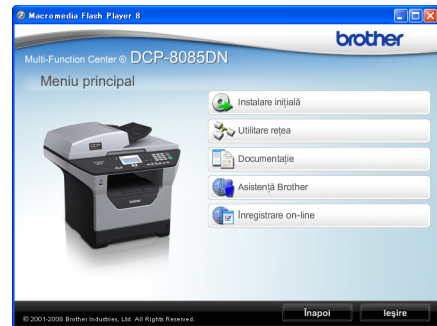 Macromedia Flash Player 8
brother
Multi-Function Center ® DCP-8085DN
Meniu principal
Instalare iniţială
Utilitare reţea
Documentaţie
Asistenţă Brother
Înregistrare on-line
Înapoi
Ieşire
© 2001-2008 Brother Industries, Ltd. All Rights Reserved.